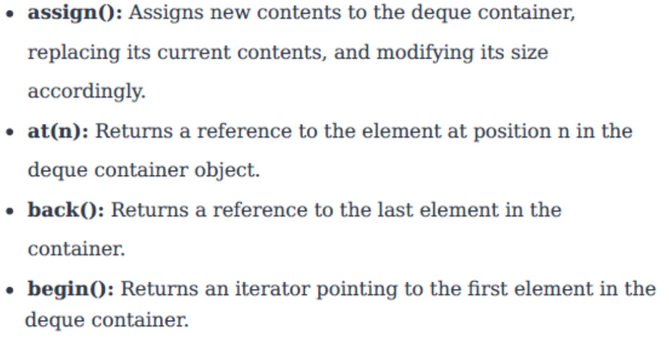 • assign(): Assigns new contents to the deque container,
replacing its current contents, and modifying its size
accordingly.
• at(n): Returns a reference to the element at position n in the
deque container object.
• back(): Returns a reference to the last element in the
container.
• begin(): Returns an iterator pointing to the first element in the
deque container.